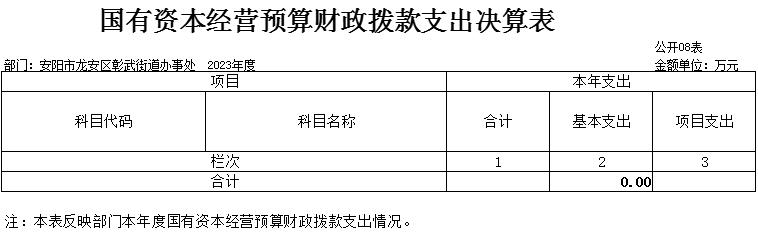 国有资本经营预算财政拨款支出决算表
公开08表
部门：安阳市龙安区彰武街道办事处 2023年度 金额单位：万元
项目 本年支出
科目代码 科目名称 合计 基本支出 项目支出
栏次 1 2 3
合计 0.00
注：本表反映部门本年度国有资本经营预算财政拨款支出情况。